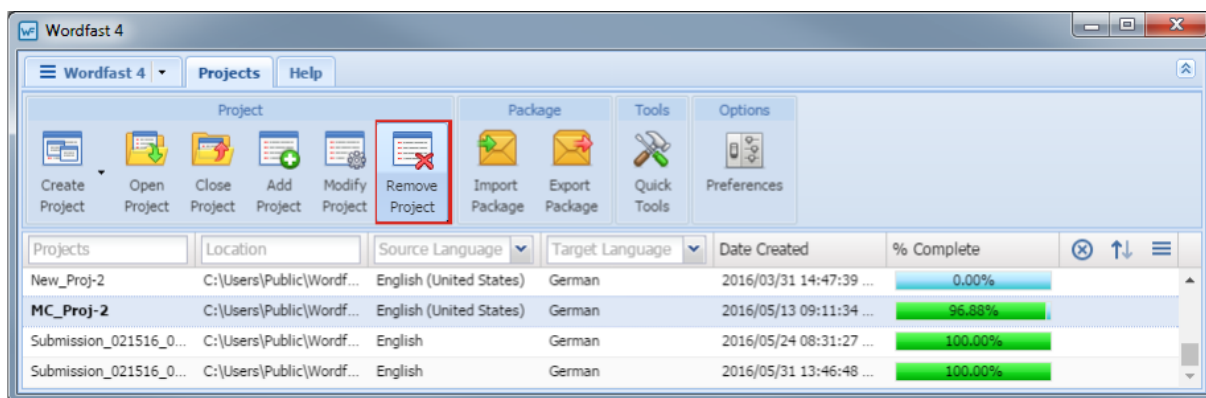 Wordfast 4
Wordfast 4 Projects Help
Project Package Tools Options
Create Project
Open Project
Close Project
Add Project
Modify Project
Remove Project
Import Package
Export Package
Quick Tools
Preferences
Projects Location Source Language Target Language Date Created % Complete
New_Proj-2 C:\Users\Public\Wordf... English (United States) German 2016/03/31 14:47:39 ... 0.00%
MC_Proj-2 C:\Users\Public\Wordf... English (United States) German 2016/05/13 09:11:34 ... 96.88%
Submission_021516_0... C:\Users\Public\Wordf... English German 2016/05/24 08:31:27 ... 100.00%
Submission_021516_0... C:\Users\Public\Wordf... English German 2016/05/31 13:46:48 ... 100.00%